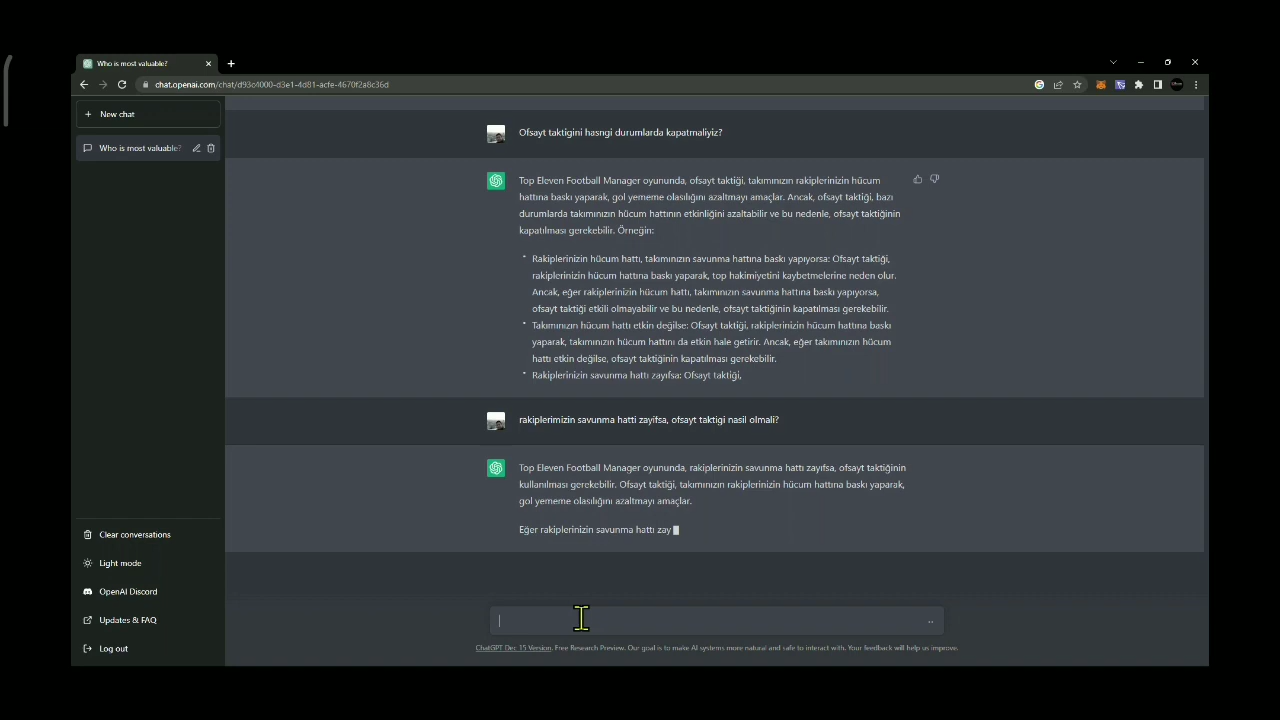 Who is most valuable?
chat.openai.com/chat/d93c4000-d3e1-4d81-acfe-4670f2a8c36d
New chat
Who is most valuable?
Ofsayt taktigini hasngi durumlarda kapatmaliyiz?
Top Eleven Football Manager oyununda, ofsayt taktiği, takımınızın rakiplerinizin hücum
hattına baskı yaparak, gol yememe olasılığını azaltmayı amaçlar. Ancak, ofsayt taktiği, bazı
durumlarda takımınızın hücum hattının etkinliğini azaltabilir ve bu nedenle, ofsayt taktiğinin
kapatılması gerekebilir. Örneğin:
Rakiplerinizin hücum hattı, takımınızın savunma hattına baskı yapıyorsa: Ofsayt taktiği,
rakiplerinizin hücum hattına baskı yaparak, top hakimiyetini kaybetmelerine neden olur.
Ancak, eğer rakiplerinizin hücum hattı, takımınızın savunma hattına baskı yapıyorsa,
ofsayt taktiği etkili olmayabilir ve bu nedenle, ofsayt taktiğinin kapatılması gerekebilir.
Takımınızın hücum hattı etkin değilse: Ofsayt taktiği, rakiplerinizin hücum hattına baskı
yaparak, takımınızın hücum hattını da etkin hale getirir. Ancak, eğer takımınızın hücum
hattı etkin değilse, ofsayt taktiğinin kapatılması gerekebilir.
Rakiplerinizin savunma hattı zayıfsa: Ofsayt taktiği,
rakiplerimizin savunma hatti zayifsa, ofsayt taktigi nasil olmali?
Top Eleven Football Manager oyununda, rakiplerinizin savunma hattı zayıfsa, ofsayt taktiğinin
kullanılması gerekebilir. Ofsayt taktiği, takımınızın rakiplerinizin hücum hattına baskı yaparak,
gol yememe olasılığını azaltmayı amaçlar.
Eğer rakiplerinizin savunma hattı zay
Clear conversations
Light mode
OpenAI Discord
Updates & FAQ
Log out
ChatGPT Dec 15 Version. Free Research Preview. Our goal is to make AI systems more natural and safe to interact with. Your feedback will help us improve.